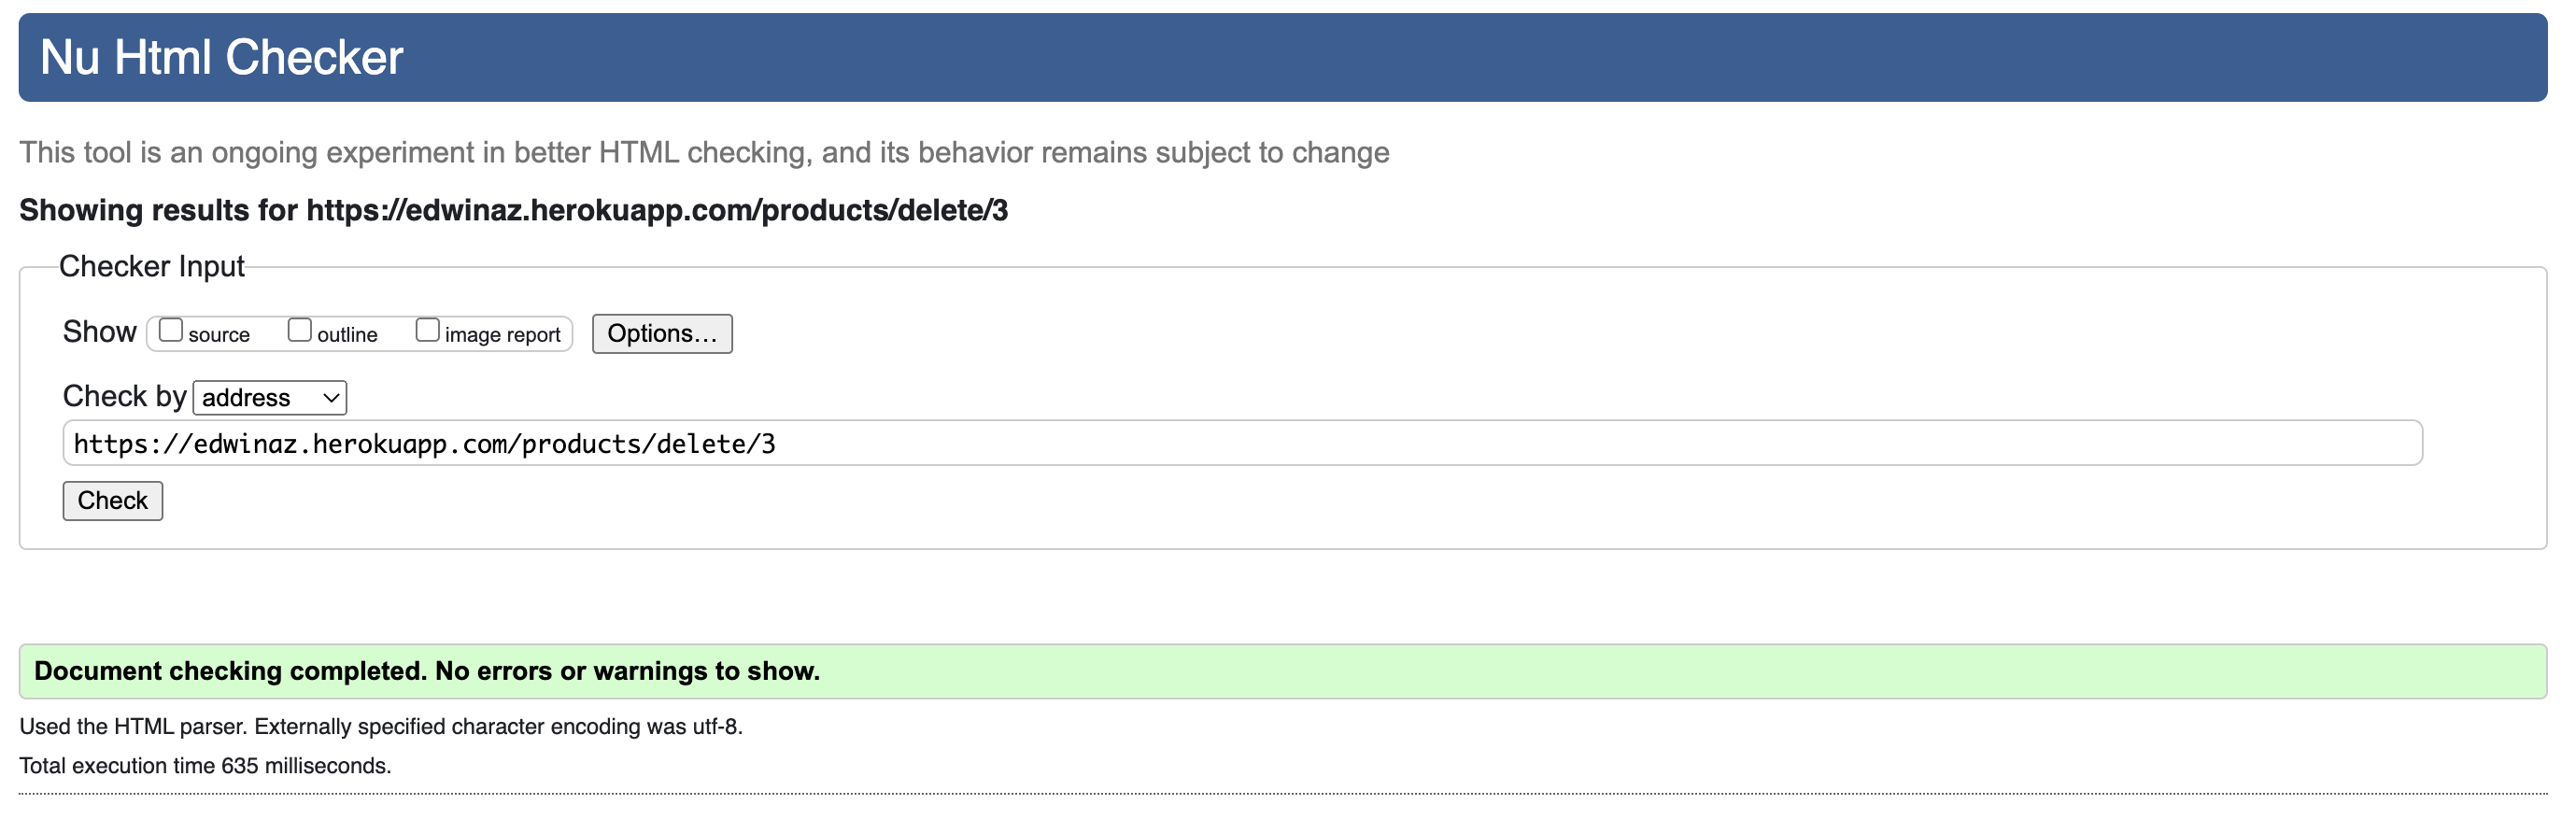 Nu Html Checker
This tool is an ongoing experiment in better HTML checking, and its behavior remains subject to change
Showing results for https://edwinaz.herokuapp.com/products/delete/3
Checker Input
Show source outline image report Options...
Check by address
https://edwinaz.herokuapp.com/products/delete/3
Check
Document checking completed. No errors or warnings to show.
Used the HTML parser. Externally specified character encoding was utf-8.
Total execution time 635 milliseconds.